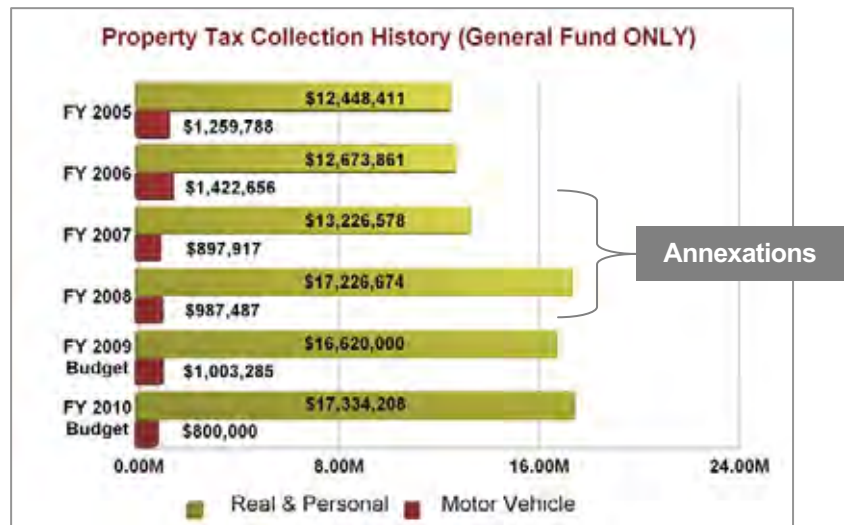 Property Tax Collection History (General Fund ONLY)
FY 2005
$12,448,411
$1,259,788
FY 2006
$12,673,861
$1,422,656
FY 2007
$13,226,578
$897,917
Annexations
FY 2008
$17,226,674
$987,487
FY 2009
Budget
$16,620,000
$1,003,285
FY 2010
Budget
$17,334,208
$800,000
0.00M 8.00M 16.00M 24.00M
Real & Personal Motor Vehicle